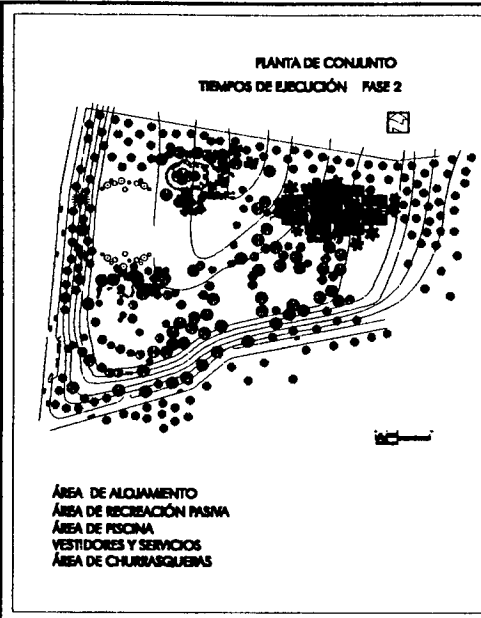 PLANTA DE CONJUNTO
TIEMPOS DE EJECUCIÓN FASE 2
ÁREA DE ALOJAMIENTO
ÁREA DE RECREACIÓN PASIVA
ÁREA DE PISCINA
VESTIDORES Y SERVICIOS
ÁREA DE CHURRASQUERAS